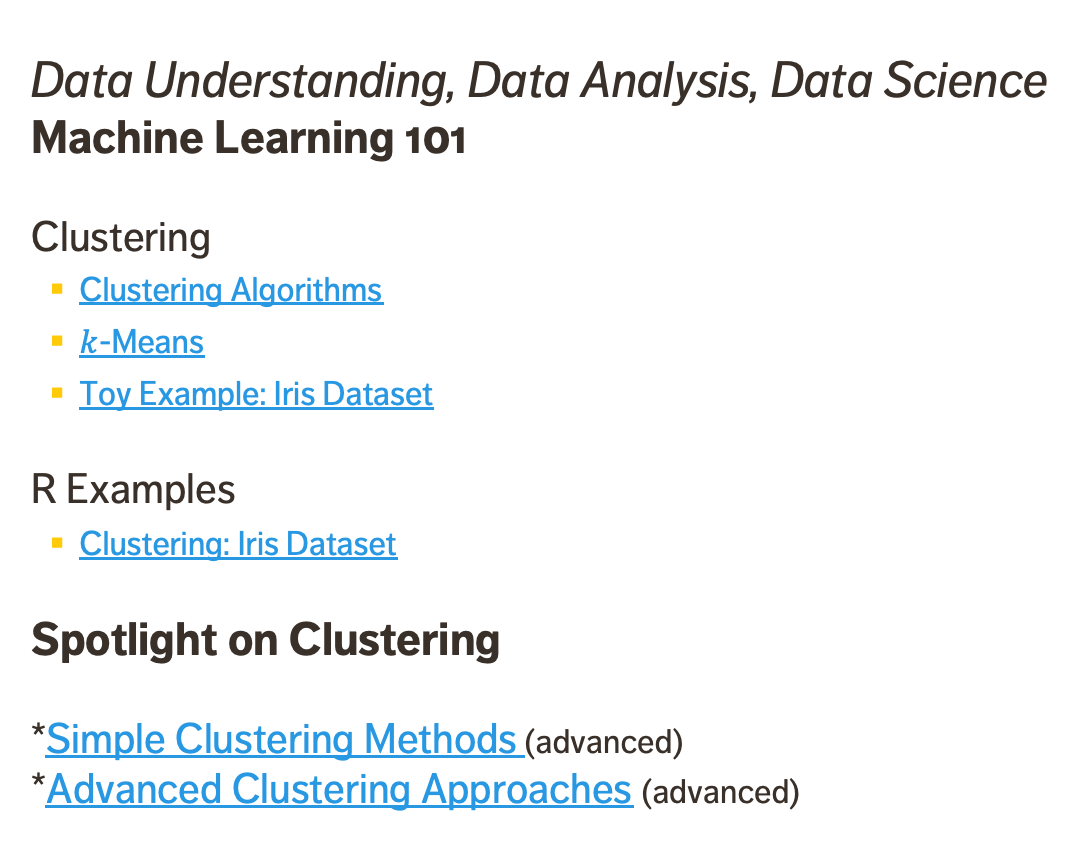 Data Understanding, Data Analysis, Data Science
Machine Learning 101
Clustering
Clustering Algorithms
k-Means
Toy Example: Iris Dataset
R Examples
Clustering: Iris Dataset
Spotlight on Clustering
*Simple Clustering Methods (advanced)
*Advanced Clustering Approaches (advanced)